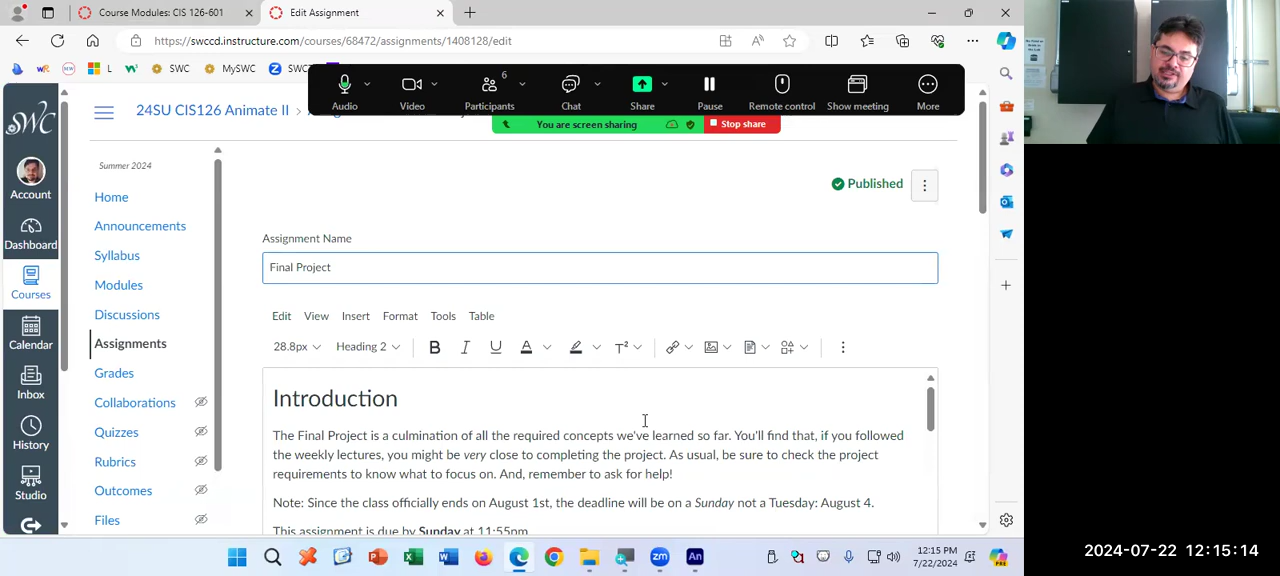 Course Modules: CIS 126-601
Edit Assignment
https://swccd.instructure.com/courses/68472/assignments/1408128/edit
L
SWC
MySWC
SWC
6
Audio
Video
Participants
Chat
Share
Pause
Remote control
Show meeting
More
You are screen sharing
Stop share
SWC
24SU CIS126 Animate II
Summer 2024
Account
Dashboard
Courses
Calendar
Inbox
History
Studio
Home
Announcements
Syllabus
Modules
Discussions
Assignments
Grades
Collaborations
Quizzes
Rubrics
Outcomes
Files
Published
Assignment Name
Final Project
Edit View Insert Format Tools Table
28.8px Heading 2 B I U A T²
Introduction
The Final Project is a culmination of all the required concepts we've learned so far. You'll find that, if you followed
the weekly lectures, you might be very close to completing the project. As usual, be sure to check the project
requirements to know what to focus on. And, remember to ask for help!
Note: Since the class officially ends on August 1st, the deadline will be on a Sunday not a Tuesday: August 4.
This assignment is due by Sunday at 11:55pm
12:15 PM
7/22/2024
2024-07-22 12:15:14